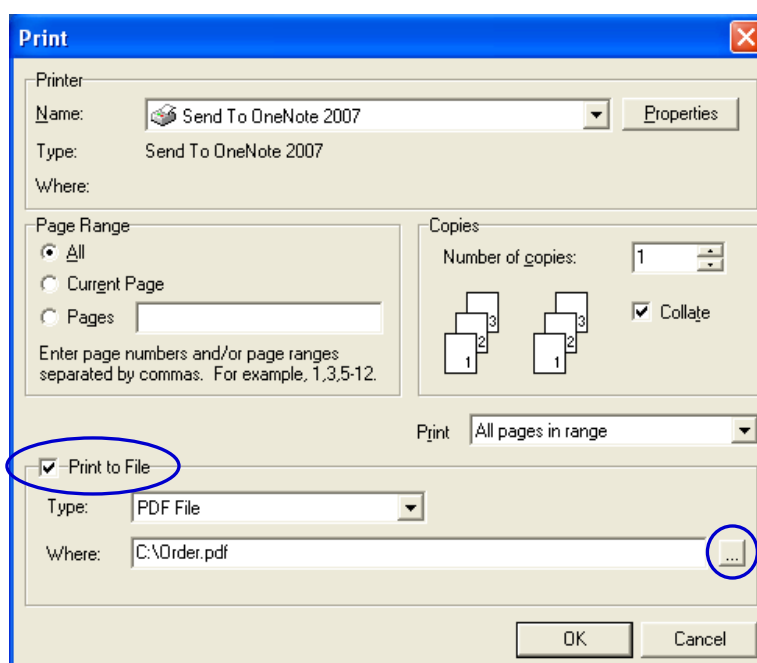 Print
Printer
Name: Send To OneNote 2007 Properties
Type: Send To OneNote 2007
Where:
Page Range
All
Current Page
Pages
Enter page numbers and/or page ranges
separated by commas. For example, 1,3,5-12.
Copies
Number of copies: 1
1 2 3 1 2 3
Collate
Print All pages in range
Print to File
Type: PDF File
Where: C:\Order.pdf ...
OK Cancel